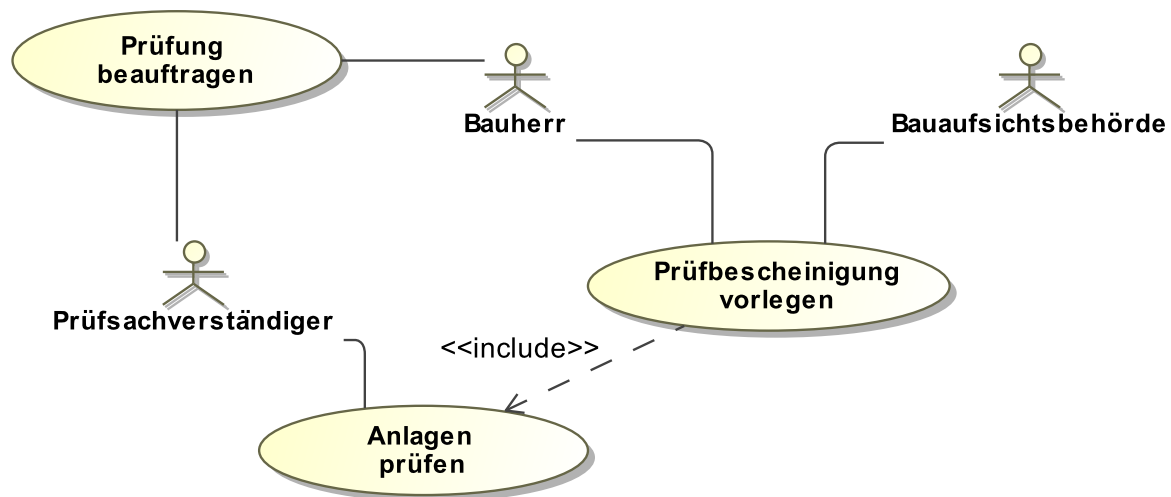 Prüfung
beauftragen
Bauherr
Bauaufsichtsbehörde
Prüfsachverständiger
Prüfbescheinigung
vorlegen
<<include>>
Anlagen
prüfen